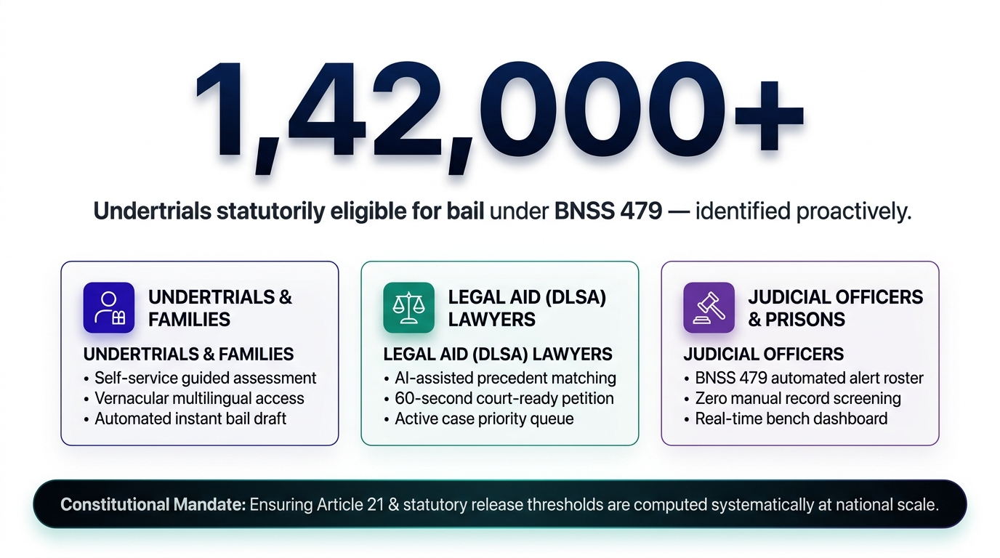 1,42,000+
Undertrials statutorily eligible for bail under BNSS 479 — identified proactively.
UNDERTRIALS &
FAMILIES
UNDERTRIALS & FAMILIES
• Self-service guided assessment
• Vernacular multilingual access
• Automated instant bail draft
LEGAL AID (DLSA)
LAWYERS
LEGAL AID (DLSA) LAWYERS
• AI-assisted precedent matching
• 60-second court-ready petition
• Active case priority queue
JUDICIAL OFFICERS
& PRISONS
JUDICIAL OFFICERS
• BNSS 479 automated alert roster
• Zero manual record screening
• Real-time bench dashboard
Constitutional Mandate: Ensuring Article 21 & statutory release thresholds are computed systematically at national scale.